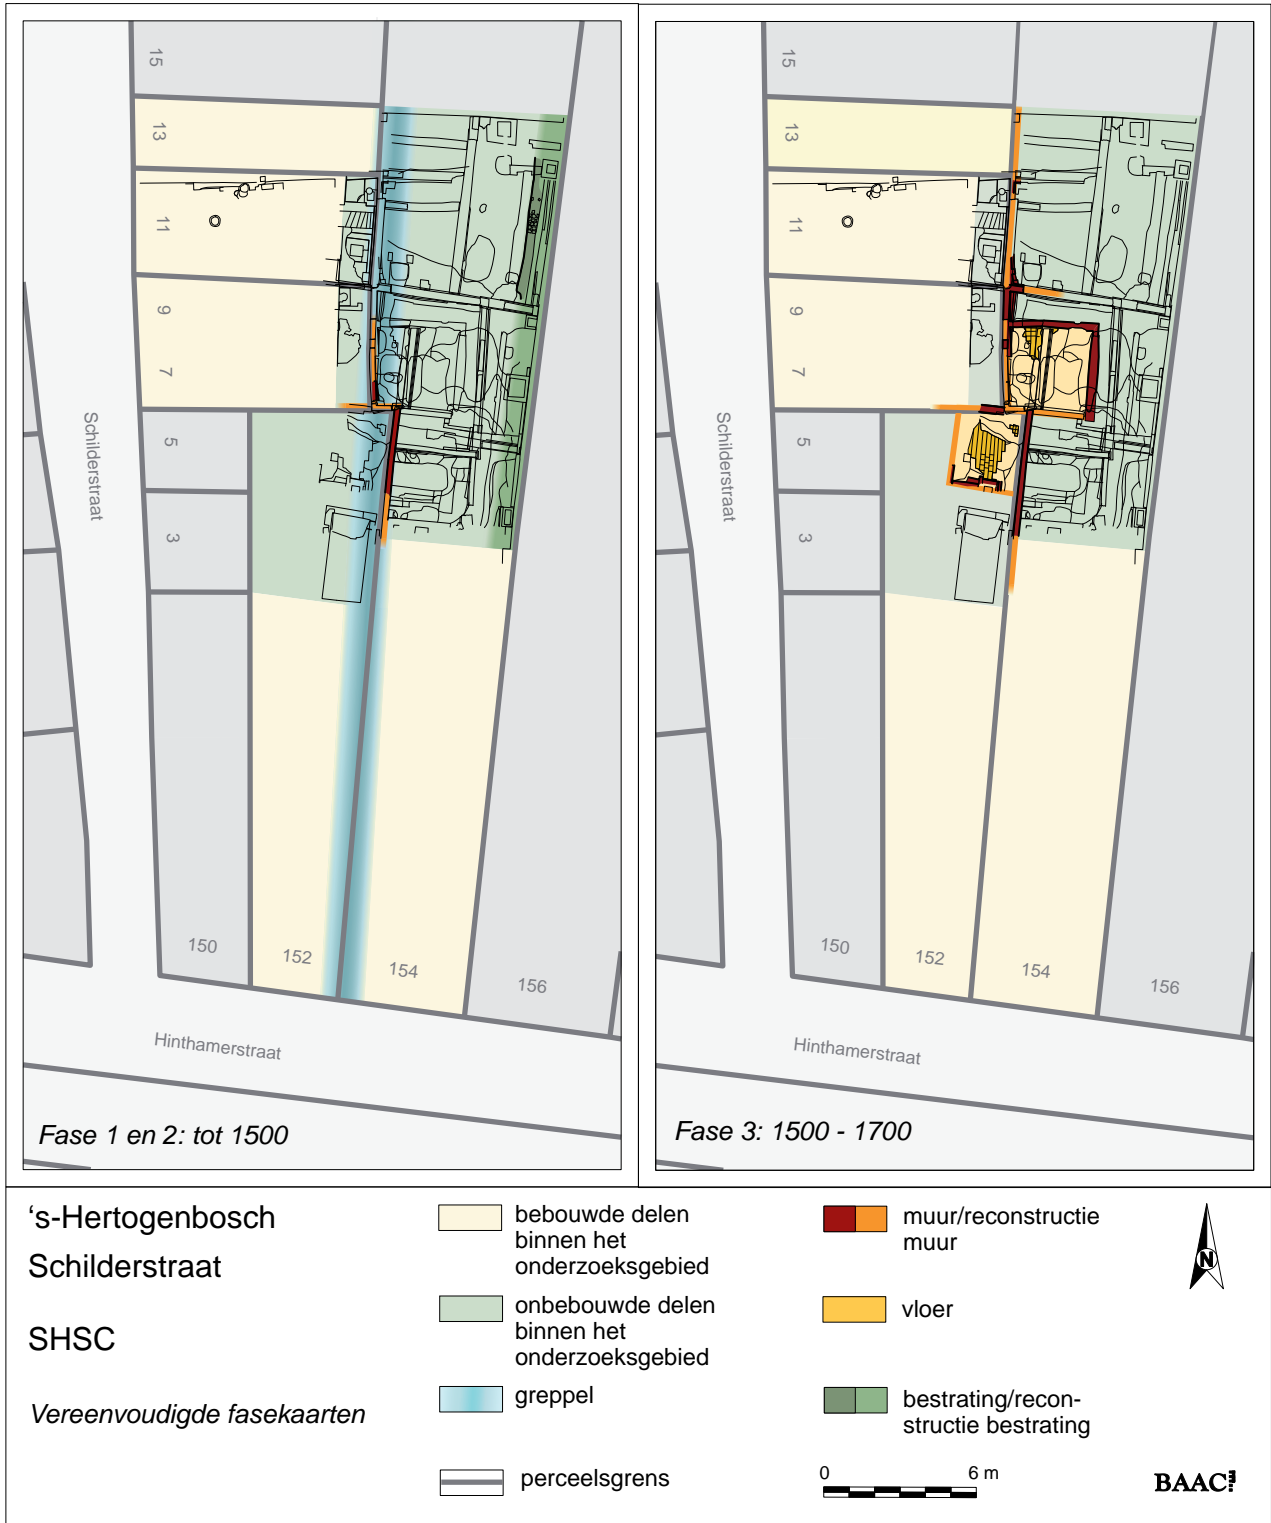 15
13
11
9
7
5
3
Schilderstraat
150
152
154
156
Hinthamerstraat
Fase 1 en 2: tot 1500
15
13
11
9
7
5
3
Schilderstraat
150
152
154
156
Hinthamerstraat
Fase 3: 1500 - 1700
‘s-Hertogenbosch
Schilderstraat
SHSC
Vereenvoudigde fasekaarten
bebouwde delen
binnen het
onderzoeksgebied
onbebouwde delen
binnen het
onderzoeksgebied
greppel
perceelsgrens
muur/reconstructie
muur
vloer
bestrating/recon-
structie bestrating
0 6 m
N
BAAC